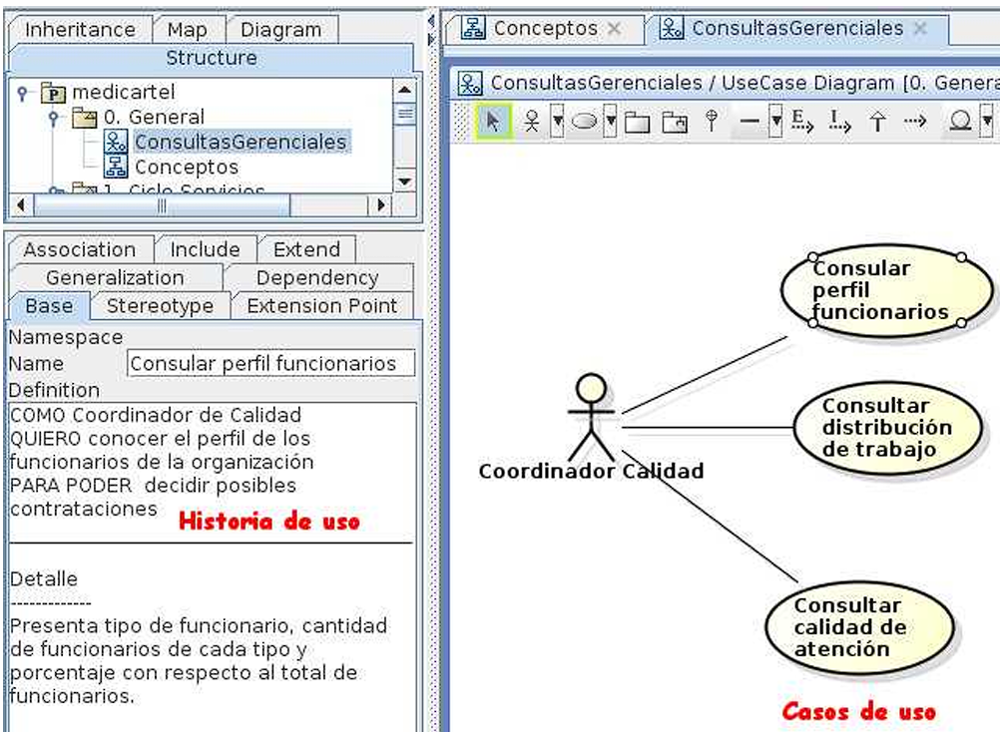 Inheritance Map Diagram
Structure
medicartel
0. General
ConsultasGerenciales
Conceptos
1. Ciclo Servicios
Association Include Extend
Generalization Dependency
Base Stereotype Extension Point
Namespace
Name Consular perfil funcionarios
Definition
COMO Coordinador de Calidad
QUIERO conocer el perfil de los
funcionarios de la organización
PARA PODER decidir posibles
contrataciones
Historia de uso
Detalle
-------------
Presenta tipo de funcionario, cantidad
de funcionarios de cada tipo y
porcentaje con respecto al total de
funcionarios.
Conceptos ConsultasGerenciales
ConsultasGerenciales / UseCase Diagram [0. Genera
E I
Consular
perfil
funcionarios
Consultar
distribución
de trabajo
Coordinador Calidad
Consultar
calidad de
atención
Casos de uso